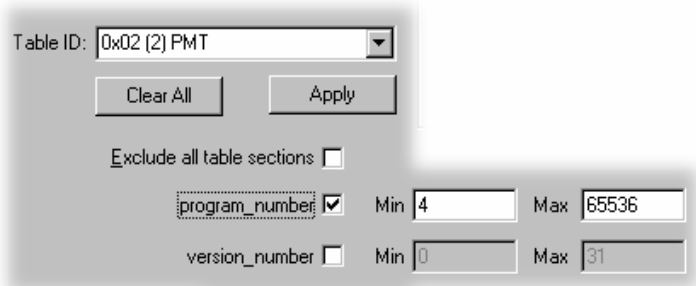 Table ID: 0x02 (2) PMT
Clear All Apply
Exclude all table sections
program_number Min 4 Max 65536
version_number Min 0 Max 31